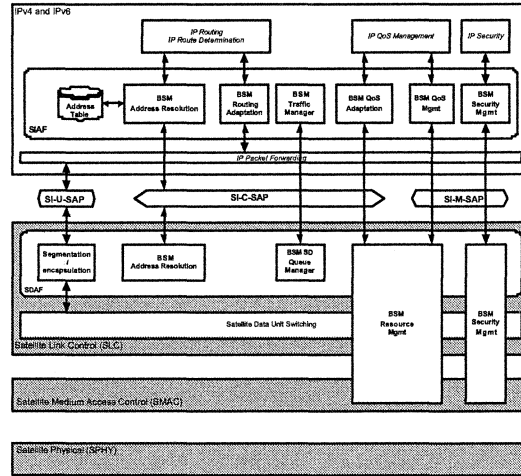 IPv4 and IPv6
IP Routing
IP Route Determination
IP QoS Management
IP Security
Address
Table
BSM
Address Resolution
BSM
Routing
Adaptation
BSM
Traffic
Manager
BSM QoS
Adaptation
BSM QoS
Mgmt
BSM
Security
Mgmt
SIAF
IP Packet Forwarding
SI-U-SAP
SI-C-SAP
SI-M-SAP
Segmentation
/
encapsulation
BSM
Address Resolution
BSM SD
Queue
Manager
SDAF
BSM
Resource
Mgmt
BSM
Security
Mgmt
Satellite Data Unit Switching
Satellite Link Control (SLC)
Satellite Medium Access Control (SMAC)
Satellite Physical (SPHY)